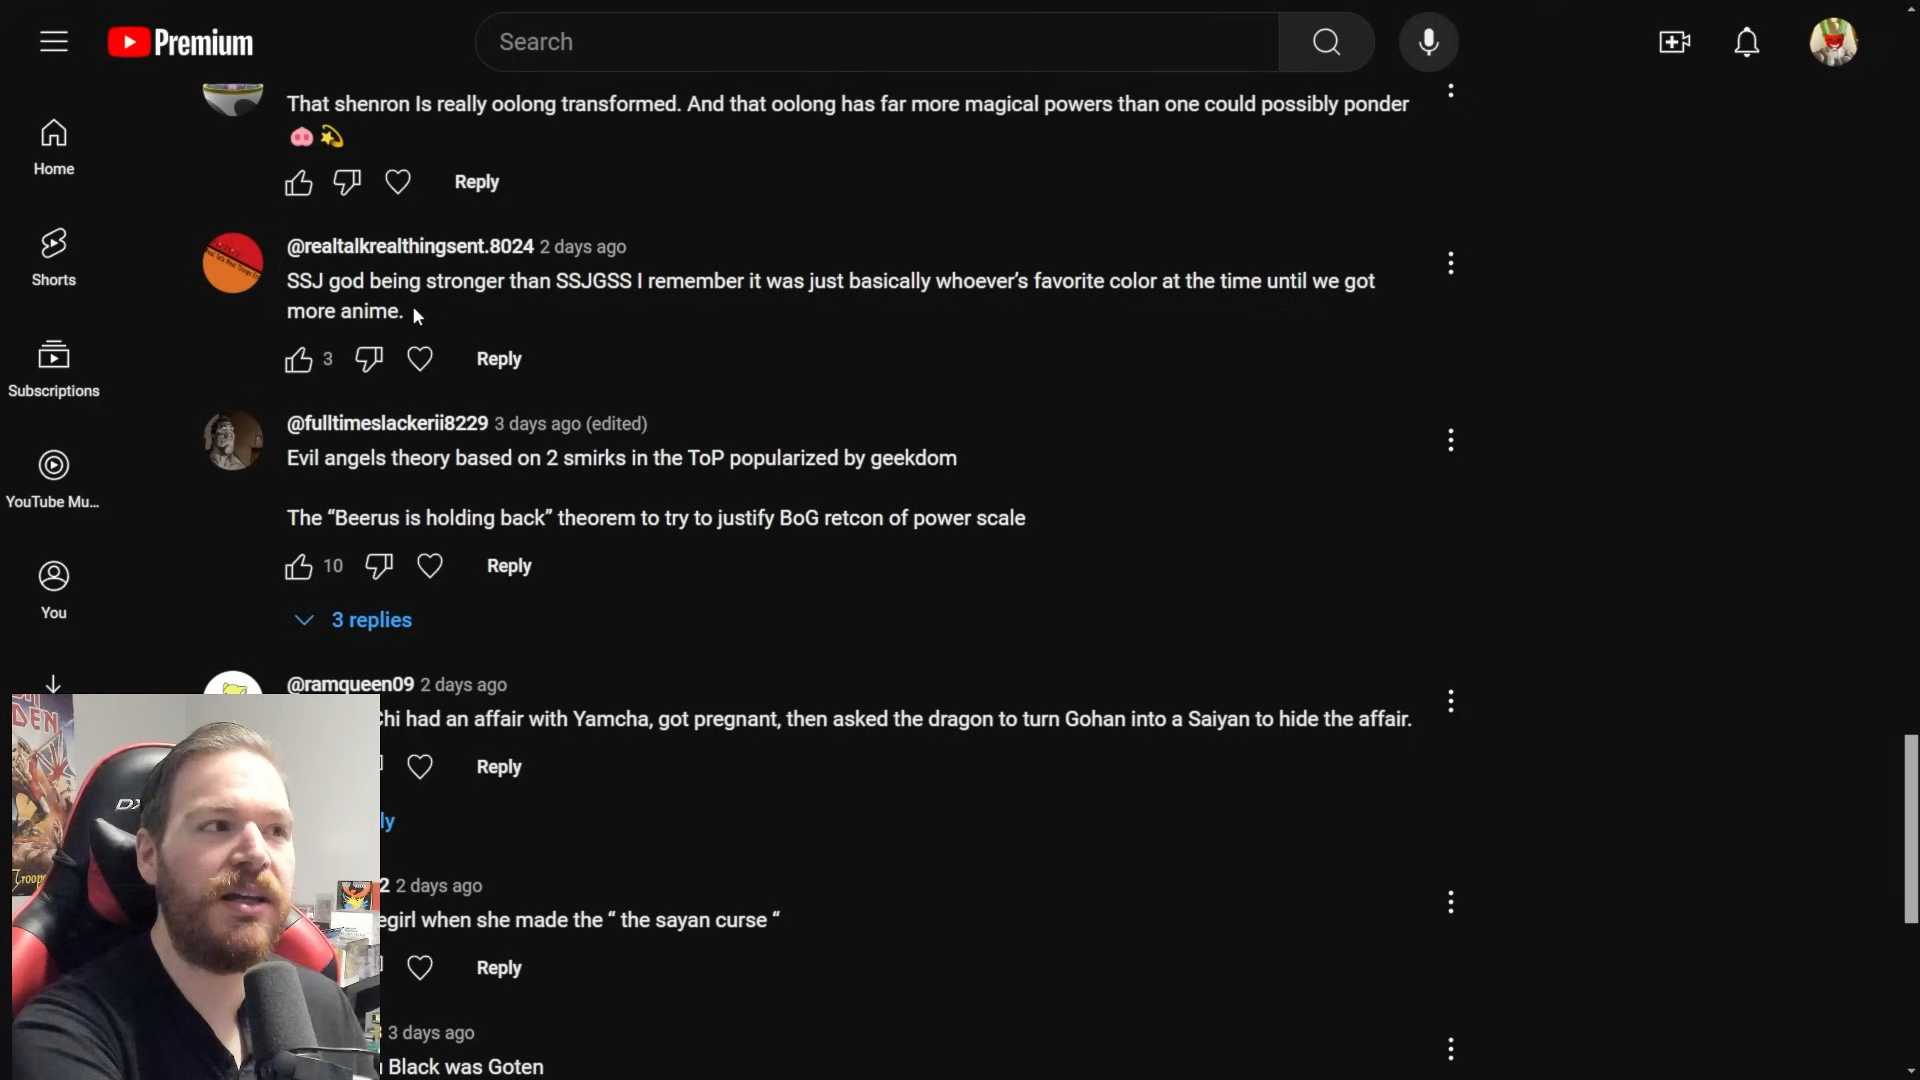 Premium
Search
That shenron Is really oolong transformed. And that oolong has far more magical powers than one could possibly ponder
Reply
Home
@realtalkrealthingsent.8024 2 days ago
SSJ god being stronger than SSJGSS I remember it was just basically whoever’s favorite color at the time until we got
more anime.
Shorts
3 Reply
Subscriptions
@fulltimeslackerii8229 3 days ago (edited)
Evil angels theory based on 2 smirks in the ToP popularized by geekdom
YouTube Mu...
The “Beerus is holding back” theorem to try to justify BoG retcon of power scale
10 Reply
You
3 replies
@ramqueen09 2 days ago
Chi had an affair with Yamcha, got pregnant, then asked the dragon to turn Gohan into a Saiyan to hide the affair.
Reply
ly
2 2 days ago
egirl when she made the “ the sayan curse “
Reply
3 days ago
Black was Goten
DEN
DX
Troop